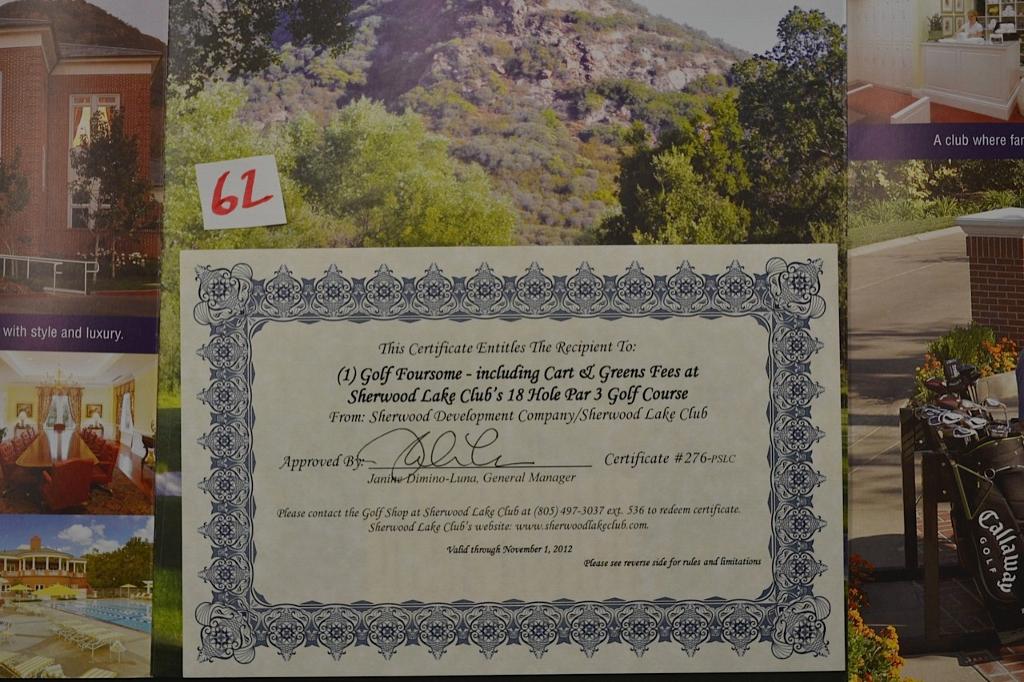 62
A club where fa
with style and luxury.
This Certificate Entitles The Recipient To:
(1) Golf Foursome - including Cart & Greens Fees at
Sherwood Lake Club's 18 Hole Par 3 Golf Course
From: Sherwood Development Company/Sherwood Lake Club
Approved By: Certificate #276-PSLC
Janine Dimino-Luna, General Manager
Please contact the Golf Shop at Sherwood Lake Club at (805) 497-3037 ext. 536 to redeem certificate.
Sherwood Lake Club's website: www.sherwoodlakeclub.com.
Valid through November 1, 2012
Please see reverse side for rules and limitations
Callaway
GOLF